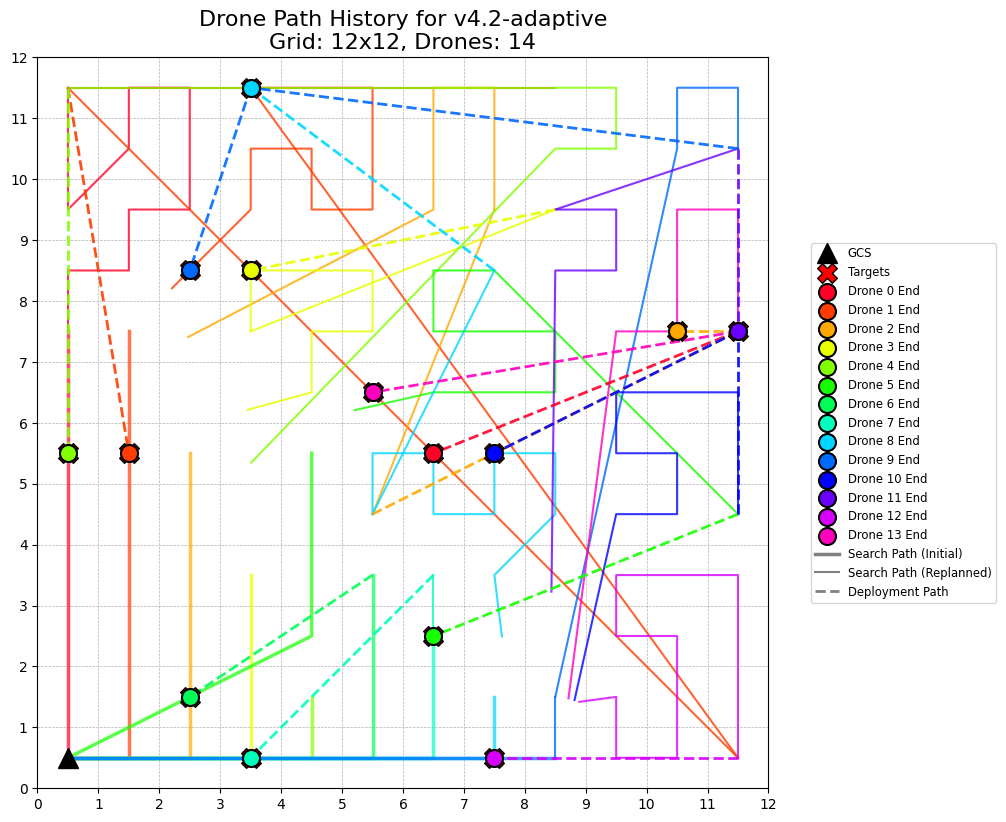 Drone Path History for v4.2-adaptive
Grid: 12x12, Drones: 14
12
11
10
9
8
7
6
5
4
3
2
1
0
0 1 2 3 4 5 6 7 8 9 10 11 12
GCS
Targets
Drone 0 End
Drone 1 End
Drone 2 End
Drone 3 End
Drone 4 End
Drone 5 End
Drone 6 End
Drone 7 End
Drone 8 End
Drone 9 End
Drone 10 End
Drone 11 End
Drone 12 End
Drone 13 End
Search Path (Initial)
Search Path (Replanned)
Deployment Path